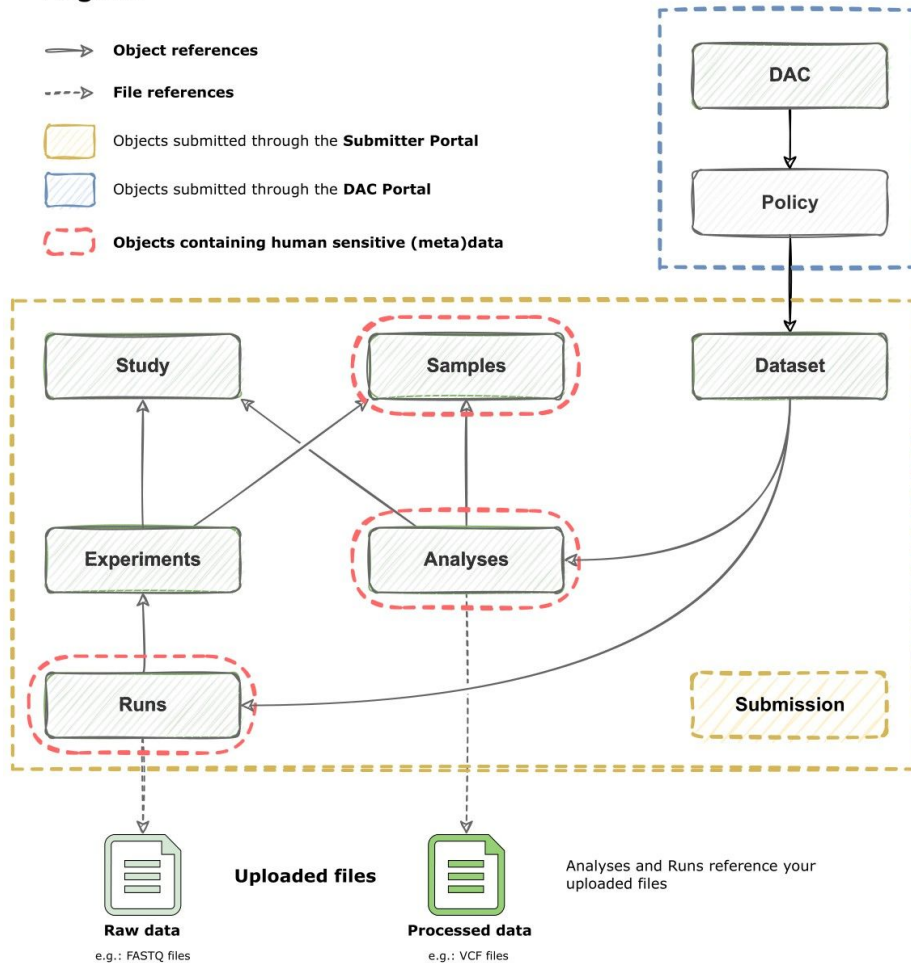 Object references
File references
Objects submitted through the Submitter Portal
Objects submitted through the DAC Portal
Objects containing human sensitive (meta)data
DAC
Policy
Study
Samples
Dataset
Experiments
Analyses
Runs
Submission
Uploaded files
Analyses and Runs reference your
uploaded files
Raw data
e.g.: FASTQ files
Processed data
e.g.: VCF files